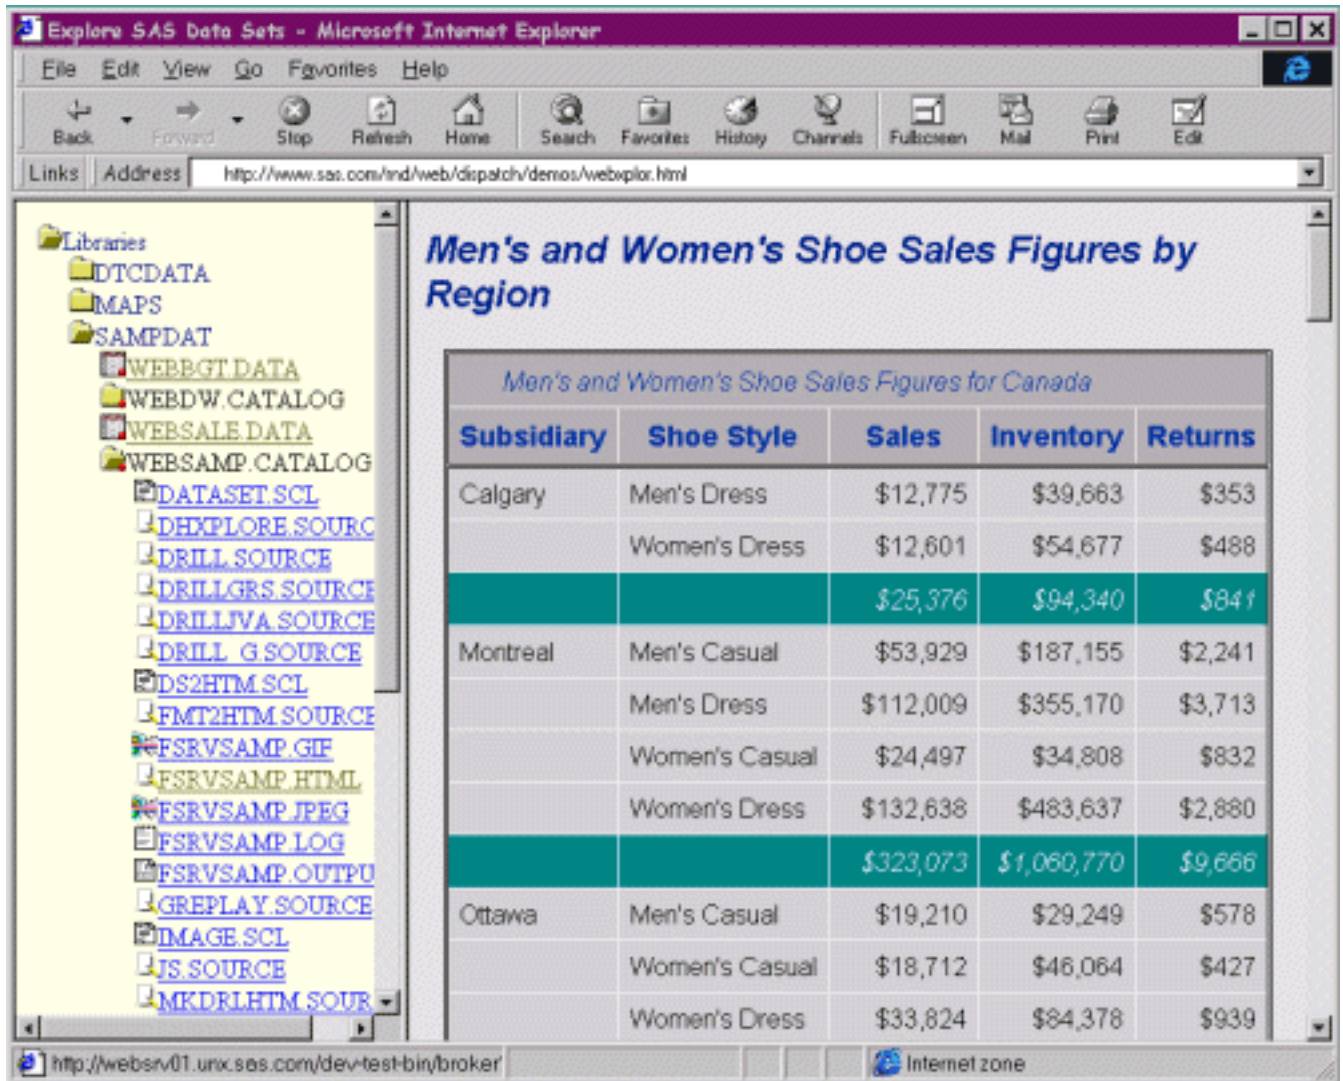 Explore SAS Data Sets - Microsoft Internet Explorer
File Edit View Go Favorites Help
Back Forward Stop Refresh Home Search Favorites History Channels Fullscreen Mail Print Edit
Links Address http://www.sas.com/rnd/web/dispatch/demos/webxplor.html
Libraries
DTCDATA
MAPS
SAMPDAT
WEBBGT.DATA
WEBDW.CATALOG
WEBSALE.DATA
WEBSAMP.CATALOG
DATASET.SCL
DHXPLORE.SOURC
DRILL.SOURCE
DRILLGRS.SOURCE
DRILLJVA.SOURCE
DRILL_G.SOURCE
DS2HTM.SCL
FMT2HTM.SOURCE
FSRVSAMP.GIF
FSRVSAMP.HTML
FSRVSAMP.JPEG
FSRVSAMP.LOG
FSRVSAMP.OUTPU
GREPLAY.SOURCE
IMAGE.SCL
JS.SOURCE
MKDRLHTM.SOUR
Men's and Women's Shoe Sales Figures by
Region
Men's and Women's Shoe Sales Figures for Canada
Subsidiary Shoe Style Sales Inventory Returns
Calgary Men's Dress $12,775 $39,663 $353
Women's Dress $12,601 $54,677 $488
$25,376 $94,340 $841
Montreal Men's Casual $53,929 $187,155 $2,241
Men's Dress $112,009 $355,170 $3,713
Women's Casual $24,497 $34,808 $832
Women's Dress $132,638 $483,637 $2,880
$323,073 $1,060,770 $9,666
Ottawa Men's Casual $19,210 $29,249 $578
Women's Casual $18,712 $46,064 $427
Women's Dress $33,824 $84,378 $939
http://websrv01.unx.sas.com/dev-test-bin/broker? Internet zone